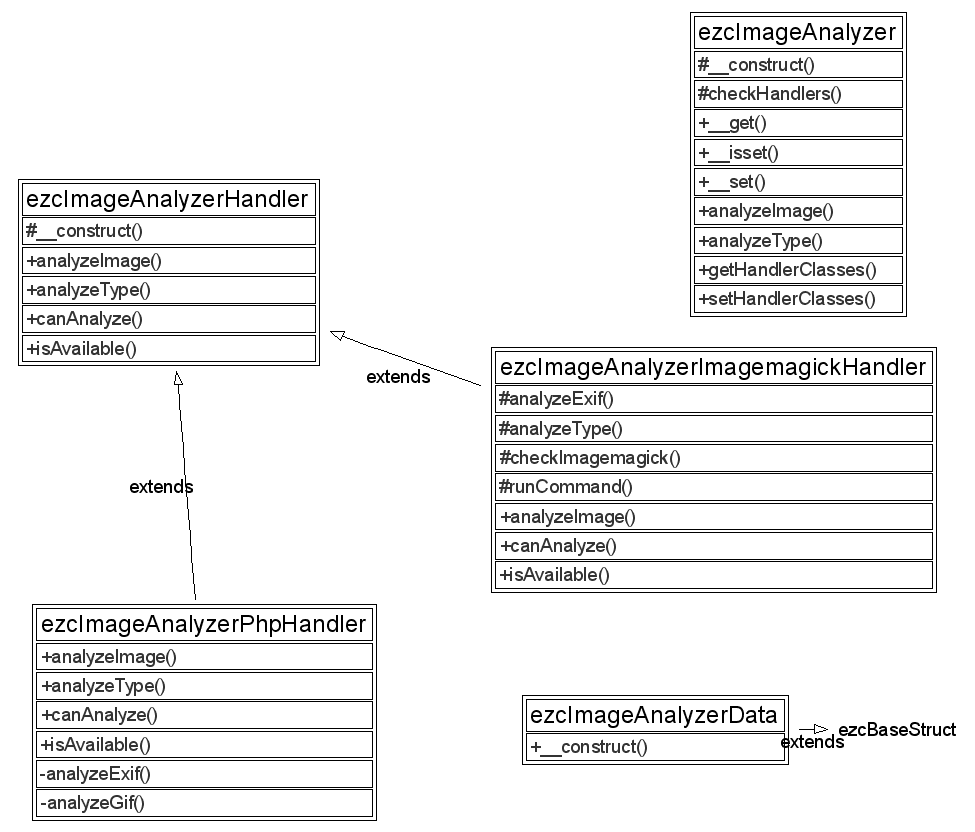 ezcImageAnalyzer
#__construct()
#checkHandlers()
+__get()
+__isset()
+__set()
+analyzeImage()
+analyzeType()
+getHandlerClasses()
+setHandlerClasses()
ezcImageAnalyzerHandler
#__construct()
+analyzeImage()
+analyzeType()
+canAnalyze()
+isAvailable()
extends
ezcImageAnalyzerImagemagickHandler
#analyzeExif()
#analyzeType()
#checkImagemagick()
#runCommand()
+analyzeImage()
+canAnalyze()
+isAvailable()
extends
ezcImageAnalyzerPhpHandler
+analyzeImage()
+analyzeType()
+canAnalyze()
+isAvailable()
-analyzeExif()
-analyzeGif()
ezcImageAnalyzerData
+__construct()
extends
ezcBaseStruct